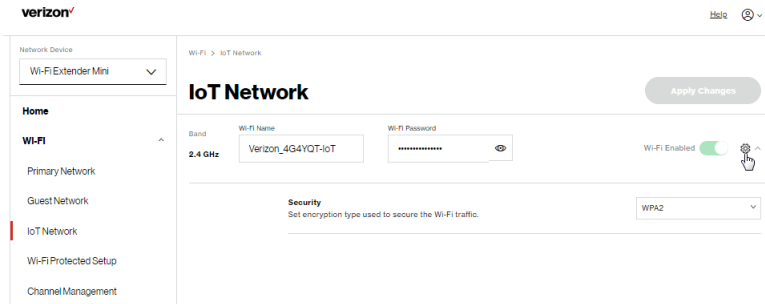 verizon✓
Help
Network Device
Wi-Fi Extender Mini
Home
Wi-Fi
Primary Network
Guest Network
IoT Network
Wi-Fi Protected Setup
Channel Management
Wi-Fi > IoT Network
IoT Network
Apply Changes
Band
2.4 GHz
Wi-Fi Name
Verizon_4G4YQT-IoT
Wi-Fi Password
•••••••••••••••
Wi-Fi Enabled
Security
Set encryption type used to secure the Wi-Fi traffic.
WPA2